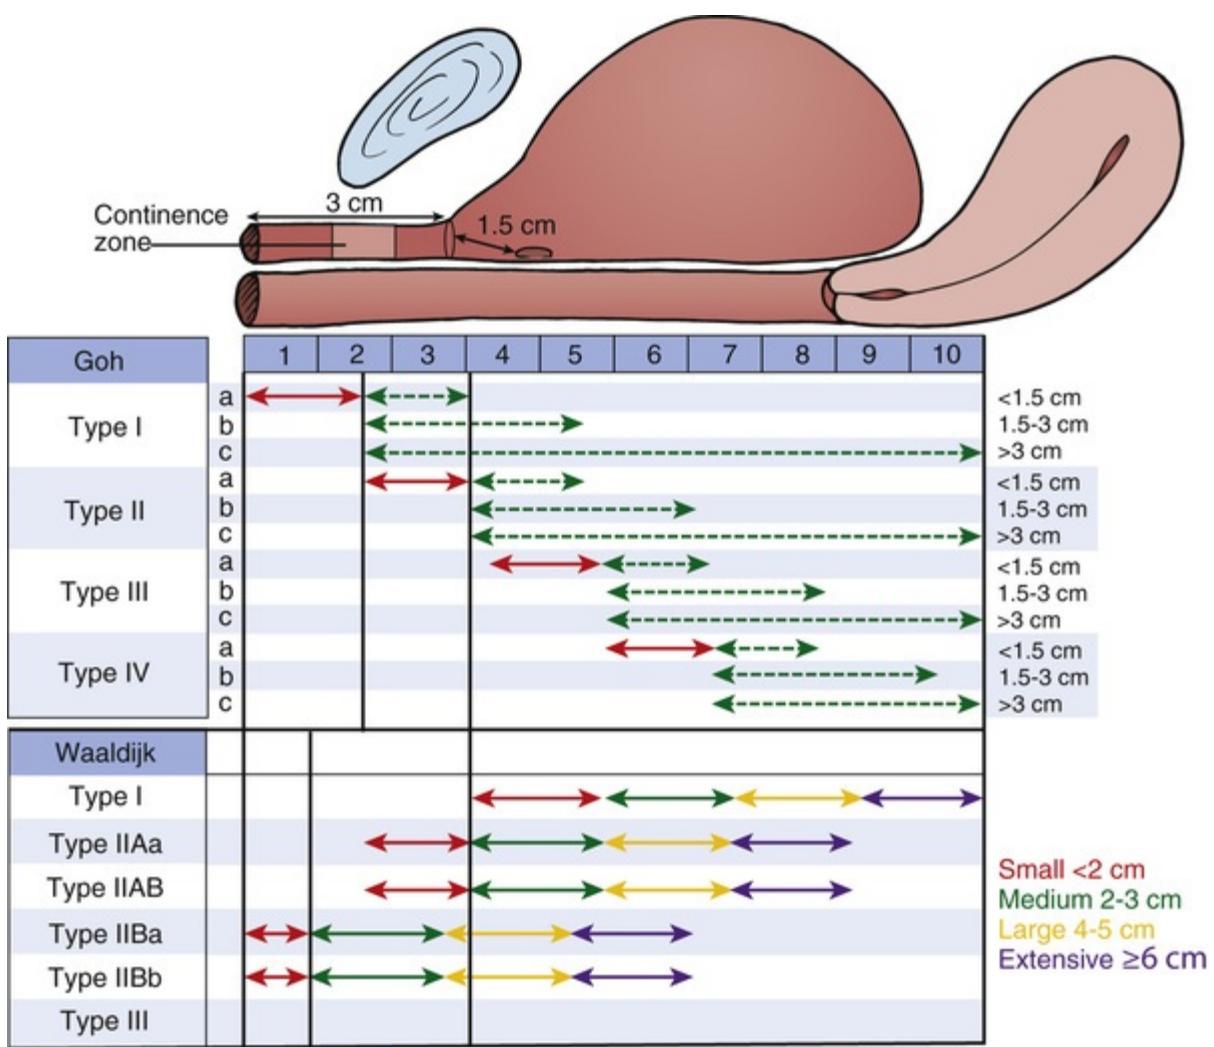 3 cm
Continence
zone
1.5 cm
Goh 1 2 3 4 5 6 7 8 9 10
Type I
a <1.5 cm
b 1.5-3 cm
c >3 cm
Type II
a <1.5 cm
b 1.5-3 cm
c >3 cm
Type III
a <1.5 cm
b 1.5-3 cm
c >3 cm
Type IV
a <1.5 cm
b 1.5-3 cm
c >3 cm
Waaldijk
Type I
Type IIAa
Type IIAB
Type IIBa
Type IIBb
Type III
Small <2 cm
Medium 2-3 cm
Large 4-5 cm
Extensive ≥6 cm